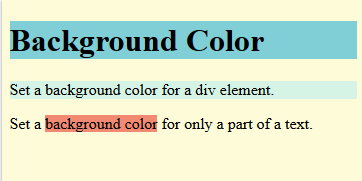 Background Color
Set a background color for a div element.
Set a background color for only a part of a text.